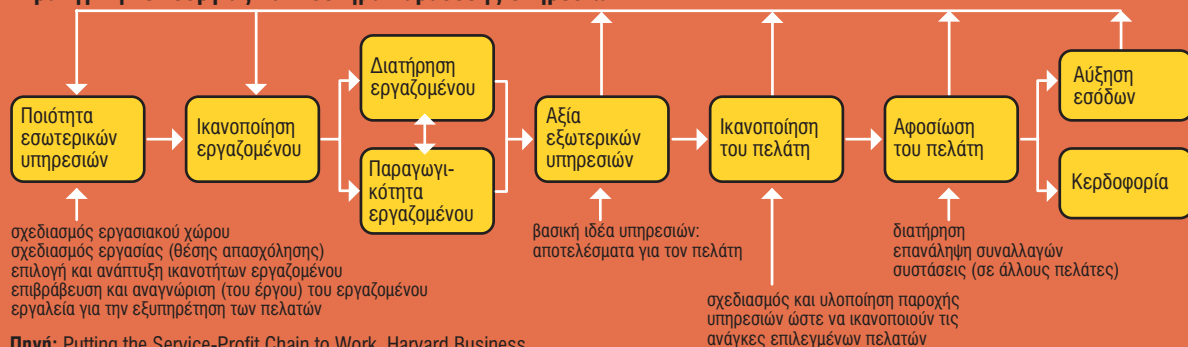 Ποιότητα
εσωτερικών
υπηρεσιών
Ικανοποίηση
εργαζομένου
Διατήρηση
εργαζομένου
Παραγωγι-
κότητα
εργαζομένου
Αξία
εξωτερικών
υπηρεσιών
Ικανοποίηση
του πελάτη
Αφοσίωση
του πελάτη
Αύξηση
εσόδων
Κερδοφορία
σχεδιασμός εργασιακού χώρου
σχεδιασμός εργασίας (θέσης απασχόλησης)
επιλογή και ανάπτυξη ικανοτήτων εργαζομένου
επιβράβευση και αναγνώριση (του έργου) του εργαζομένου
εργαλεία για την εξυπηρέτηση των πελατών
βασική ιδέα υπηρεσιών:
αποτελέσματα για τον πελάτη
σχεδιασμός και υλοποίηση παροχής
υπηρεσιών ώστε να ικανοποιούν τις
ανάγκες επιλεγμένων πελατών
διατήρηση
επανάληψη συναλλαγών
συστάσεις (σε άλλους πελάτες)
Πηγή: Putting the Service-Profit Chain to Work, Harvard Business